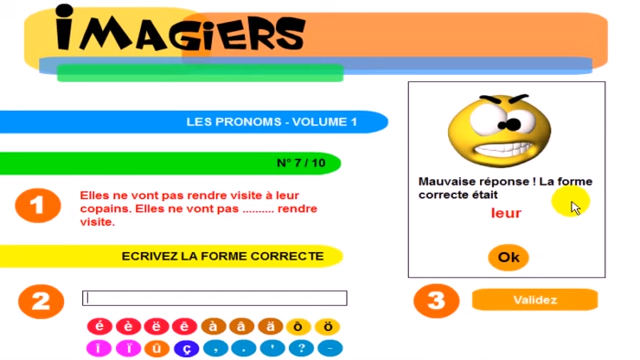 iMAGiERS
LES PRONOMS - VOLUME 1
N° 7 / 10
1
Elles ne vont pas rendre visite à leur
copains. Elles ne vont pas .......... rendre
visite.
ECRIVEZ LA FORME CORRECTE
2
é è ë ê à â ä ô ö
î ï û ç , . ' ? -
Mauvaise réponse ! La forme
correcte était
leur
Ok
3 Validez